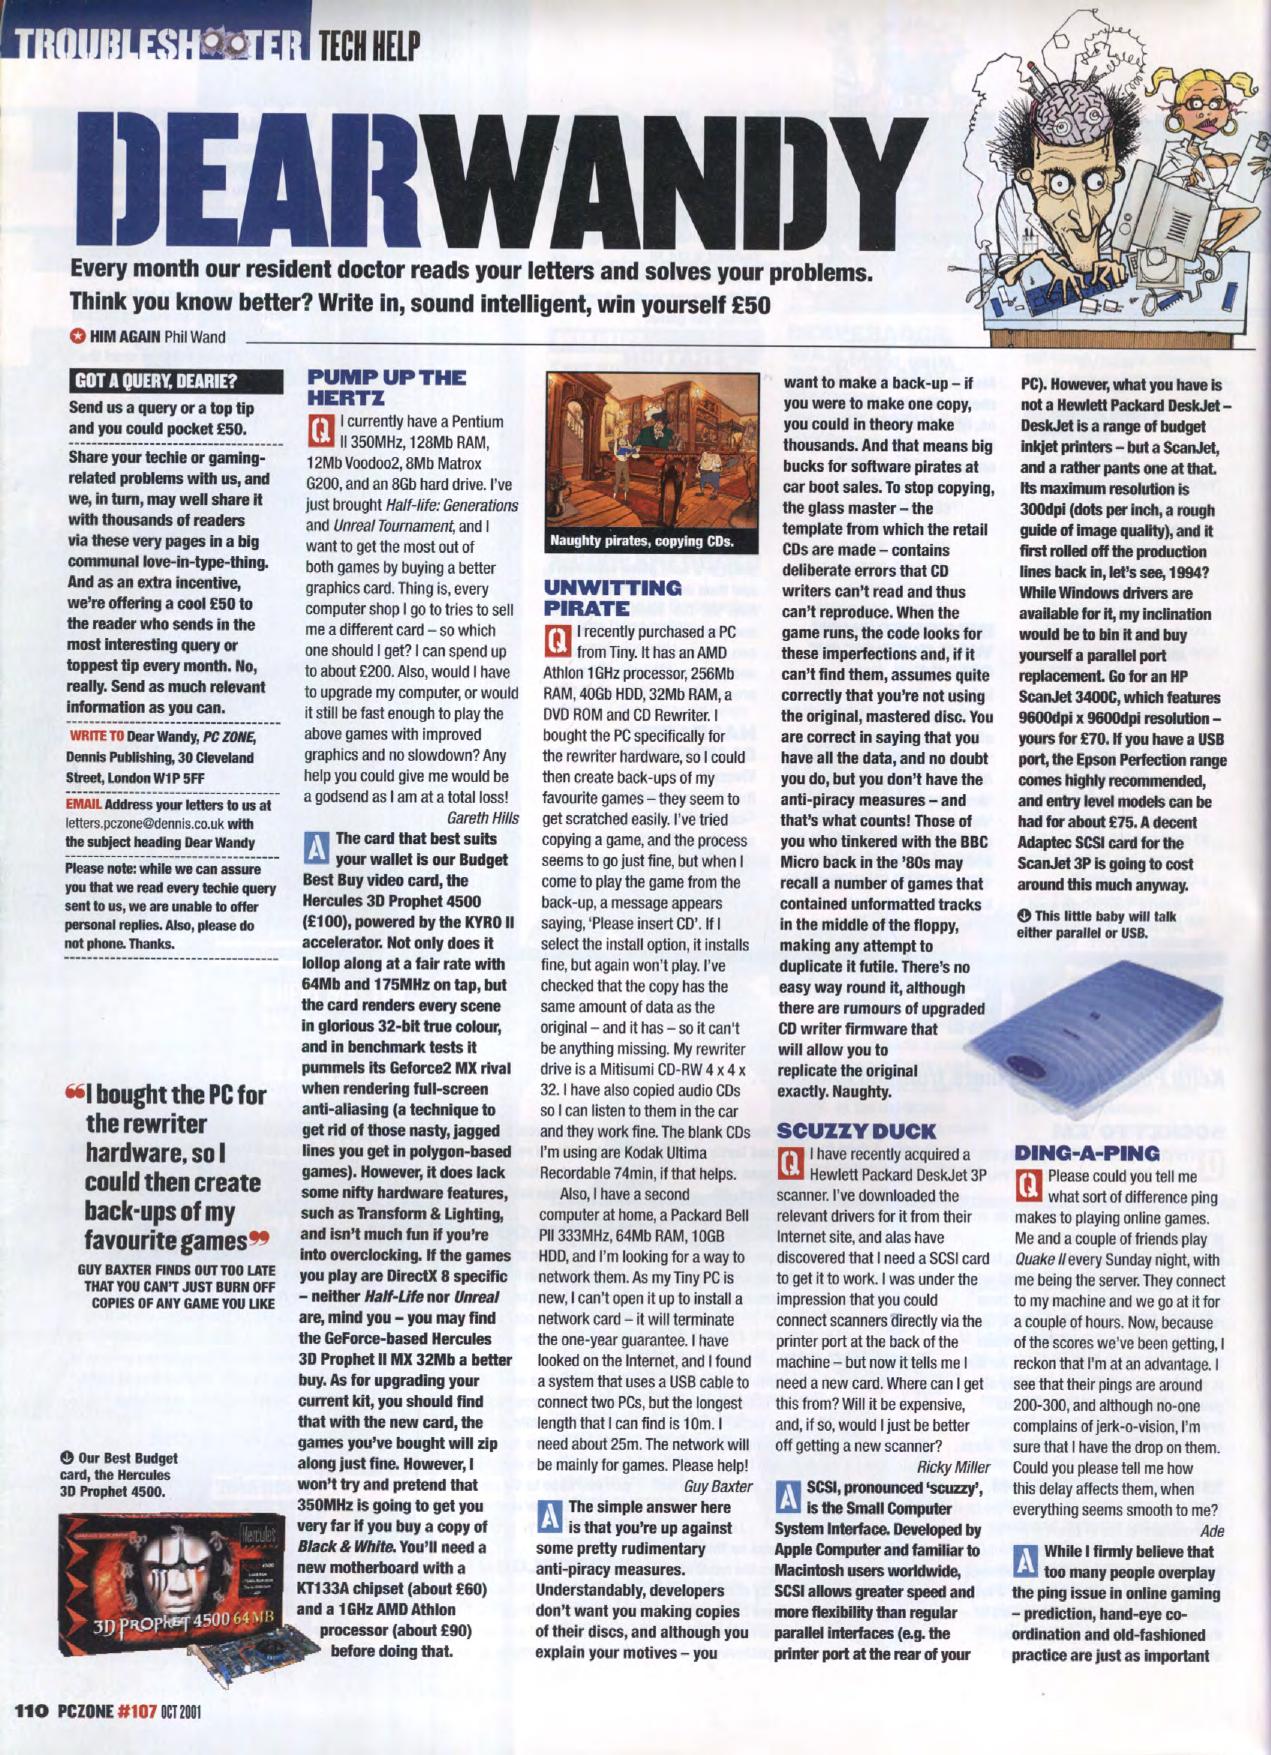 TROUBLESHOOTER TECH HELP
DEARWANDY
Every month our resident doctor reads your letters and solves your problems.
Think you know better? Write in, sound intelligent, win yourself £50
HIM AGAIN Phil Wand
GOT A QUERY, DEARIE?
Send us a query or a top tip
and you could pocket £50.
Share your techie or gaming-
related problems with us, and
we, in turn, may well share it
with thousands of readers
via these very pages in a big
communal love-in-type-thing.
And as an extra incentive,
we're offering a cool £50 to
the reader who sends in the
most interesting query or
toppest tip every month. No,
really. Send as much relevant
information as you can.
WRITE TO Dear Wandy, PC ZONE,
Dennis Publishing, 30 Cleveland
Street, London W1P 5FF
EMAIL Address your letters to us at
letters.pczone@dennis.co.uk with
the subject heading Dear Wandy
Please note: while we can assure
you that we read every techie query
sent to us, we are unable to offer
personal replies. Also, please do
not phone. Thanks.
❝I bought the PC for
the rewriter
hardware, so I
could then create
back-ups of my
favourite games❞
GUY BAXTER FINDS OUT TOO LATE
THAT YOU CAN'T JUST BURN OFF
COPIES OF ANY GAME YOU LIKE
Our Best Budget
card, the Hercules
3D Prophet 4500.
Hercules
3D PROPHET 4500 64MB
PUMP UP THE
HERTZ
Q I currently have a Pentium
II 350MHz, 128Mb RAM,
12Mb Voodoo2, 8Mb Matrox
G200, and an 8Gb hard drive. I've
just brought Half-life: Generations
and Unreal Tournament, and I
want to get the most out of
both games by buying a better
graphics card. Thing is, every
computer shop I go to tries to sell
me a different card – so which
one should I get? I can spend up
to about £200. Also, would I have
to upgrade my computer, or would
it still be fast enough to play the
above games with improved
graphics and no slowdown? Any
help you could give me would be
a godsend as I am at a total loss!
Gareth Hills
A The card that best suits
your wallet is our Budget
Best Buy video card, the
Hercules 3D Prophet 4500
(£100), powered by the KYRO II
accelerator. Not only does it
lollop along at a fair rate with
64Mb and 175MHz on tap, but
the card renders every scene
in glorious 32-bit true colour,
and in benchmark tests it
pummels its Geforce2 MX rival
when rendering full-screen
anti-aliasing (a technique to
get rid of those nasty, jagged
lines you get in polygon-based
games). However, it does lack
some nifty hardware features,
such as Transform & Lighting,
and isn't much fun if you're
into overclocking. If the games
you play are DirectX 8 specific
– neither Half-Life nor Unreal
are, mind you – you may find
the GeForce-based Hercules
3D Prophet II MX 32Mb a better
buy. As for upgrading your
current kit, you should find
that with the new card, the
games you've bought will zip
along just fine. However, I
won't try and pretend that
350MHz is going to get you
very far if you buy a copy of
Black & White. You'll need a
new motherboard with a
KT133A chipset (about £60)
and a 1GHz AMD Athlon
processor (about £90)
before doing that.
Naughty pirates, copying CDs.
UNWITTING
PIRATE
Q I recently purchased a PC
from Tiny. It has an AMD
Athlon 1GHz processor, 256Mb
RAM, 40Gb HDD, 32Mb RAM, a
DVD ROM and CD Rewriter. I
bought the PC specifically for
the rewriter hardware, so I could
then create back-ups of my
favourite games – they seem to
get scratched easily. I've tried
copying a game, and the process
seems to go just fine, but when I
come to play the game from the
back-up, a message appears
saying, 'Please insert CD'. If I
select the install option, it installs
fine, but again won't play. I've
checked that the copy has the
same amount of data as the
original – and it has – so it can't
be anything missing. My rewriter
drive is a Mitisumi CD-RW 4 x 4 x
32. I have also copied audio CDs
so I can listen to them in the car
and they work fine. The blank CDs
I'm using are Kodak Ultima
Recordable 74min, if that helps.
Also, I have a second
computer at home, a Packard Bell
PII 333MHz, 64Mb RAM, 10GB
HDD, and I'm looking for a way to
network them. As my Tiny PC is
new, I can't open it up to install a
network card – it will terminate
the one-year guarantee. I have
looked on the Internet, and I found
a system that uses a USB cable to
connect two PCs, but the longest
length that I can find is 10m. I
need about 25m. The network will
be mainly for games. Please help!
Guy Baxter
A The simple answer here
is that you're up against
some pretty rudimentary
anti-piracy measures.
Understandably, developers
don't want you making copies
of their discs, and although you
explain your motives – you
want to make a back-up – if
you were to make one copy,
you could in theory make
thousands. And that means big
bucks for software pirates at
car boot sales. To stop copying,
the glass master – the
template from which the retail
CDs are made – contains
deliberate errors that CD
writers can't read and thus
can't reproduce. When the
game runs, the code looks for
these imperfections and, if it
can't find them, assumes quite
correctly that you're not using
the original, mastered disc. You
are correct in saying that you
have all the data, and no doubt
you do, but you don't have the
anti-piracy measures – and
that's what counts! Those of
you who tinkered with the BBC
Micro back in the '80s may
recall a number of games that
contained unformatted tracks
in the middle of the floppy,
making any attempt to
duplicate it futile. There's no
easy way round it, although
there are rumours of upgraded
CD writer firmware that
will allow you to
replicate the original
exactly. Naughty.
SCUZZY DUCK
Q I have recently acquired a
Hewlett Packard DeskJet 3P
scanner. I've downloaded the
relevant drivers for it from their
Internet site, and alas have
discovered that I need a SCSI card
to get it to work. I was under the
impression that you could
connect scanners directly via the
printer port at the back of the
machine – but now it tells me I
need a new card. Where can I get
this from? Will it be expensive,
and, if so, would I just be better
off getting a new scanner?
Ricky Miller
A SCSI, pronounced 'scuzzy',
is the Small Computer
System Interface. Developed by
Apple Computer and familiar to
Macintosh users worldwide,
SCSI allows greater speed and
more flexibility than regular
parallel interfaces (e.g. the
printer port at the rear of your
PC). However, what you have is
not a Hewlett Packard DeskJet –
DeskJet is a range of budget
inkjet printers – but a ScanJet,
and a rather pants one at that.
Its maximum resolution is
300dpi (dots per inch, a rough
guide of image quality), and it
first rolled off the production
lines back in, let's see, 1994?
While Windows drivers are
available for it, my inclination
would be to bin it and buy
yourself a parallel port
replacement. Go for an HP
ScanJet 3400C, which features
9600dpi x 9600dpi resolution –
yours for £70. If you have a USB
port, the Epson Perfection range
comes highly recommended,
and entry level models can be
had for about £75. A decent
Adaptec SCSI card for the
ScanJet 3P is going to cost
around this much anyway.
This little baby will talk
either parallel or USB.
DING-A-PING
Q Please could you tell me
what sort of difference ping
makes to playing online games.
Me and a couple of friends play
Quake II every Sunday night, with
me being the server. They connect
to my machine and we go at it for
a couple of hours. Now, because
of the scores we've been getting, I
reckon that I'm at an advantage. I
see that their pings are around
200-300, and although no-one
complains of jerk-o-vision, I'm
sure that I have the drop on them.
Could you please tell me how
this delay affects them, when
everything seems smooth to me?
Ade
A While I firmly believe that
too many people overplay
the ping issue in online gaming
– prediction, hand-eye co-
ordination and old-fashioned
practice are just as important
110 PCZONE #107 OCT 2001